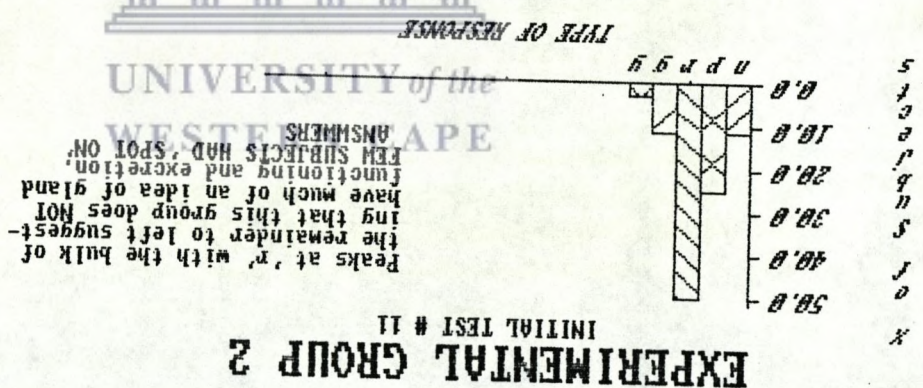 EXPERIMENTAL GROUP 2
INITIAL TEST # 11
X of Subjects
50.0
40.0
30.0
20.0
10.0
0.0
n p r g y
TYPE OF RESPONSE
Peaks at 'r' with the bulk of
the remainder to left suggest-
ing that this group does NOT
have much of an idea of gland
functioning and excretion.
FEW SUBJECTS HAD 'SPOT ON'
UNIVERSITY of the
WESTERN CAPE